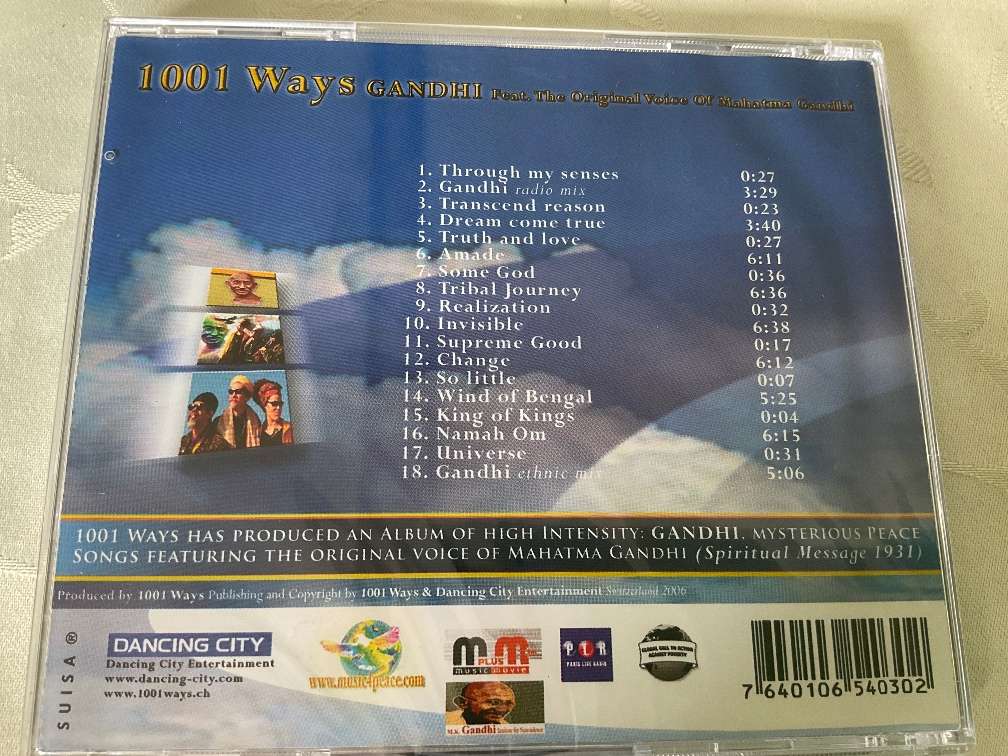 1001 Ways GANDHI Feat. The Original Voice Of Mahatma Gandhi
1. Through my senses 0:27
2. Gandhi radio mix 3:29
3. Transcend reason 0:23
4. Dream come true 3:40
5. Truth and love 0:27
6. Amade 6:11
7. Some God 0:36
8. Tribal Journey 6:36
9. Realization 0:32
10. Invisible 6:38
11. Supreme Good 0:17
12. Change 6:12
13. So little 0:07
14. Wind of Bengal 5:25
15. King of Kings 0:04
16. Namah Om 6:15
17. Universe 0:31
18. Gandhi ethnic mix 5:06
1001 WAYS HAS PRODUCED AN ALBUM OF HIGH INTENSITY: GANDHI. MYSTERIOUS PEACE
SONGS FEATURING THE ORIGINAL VOICE OF MAHATMA GANDHI (Spiritual Message 1931)
Produced by 1001 Ways Publishing and Copyright by 1001 Ways & Dancing City Entertainment Switzerland 2006
SUISA ®
DANCING CITY
Dancing City Entertainment
www.dancing-city.com
www.1001ways.ch
www.music4peace.com
M PLUS M
music movie
M.K. Gandhi
PLR
PARIS LIVE RADIO
GLOBAL CALL TO ACTION
AGAINST POVERTY
7 640106 540302